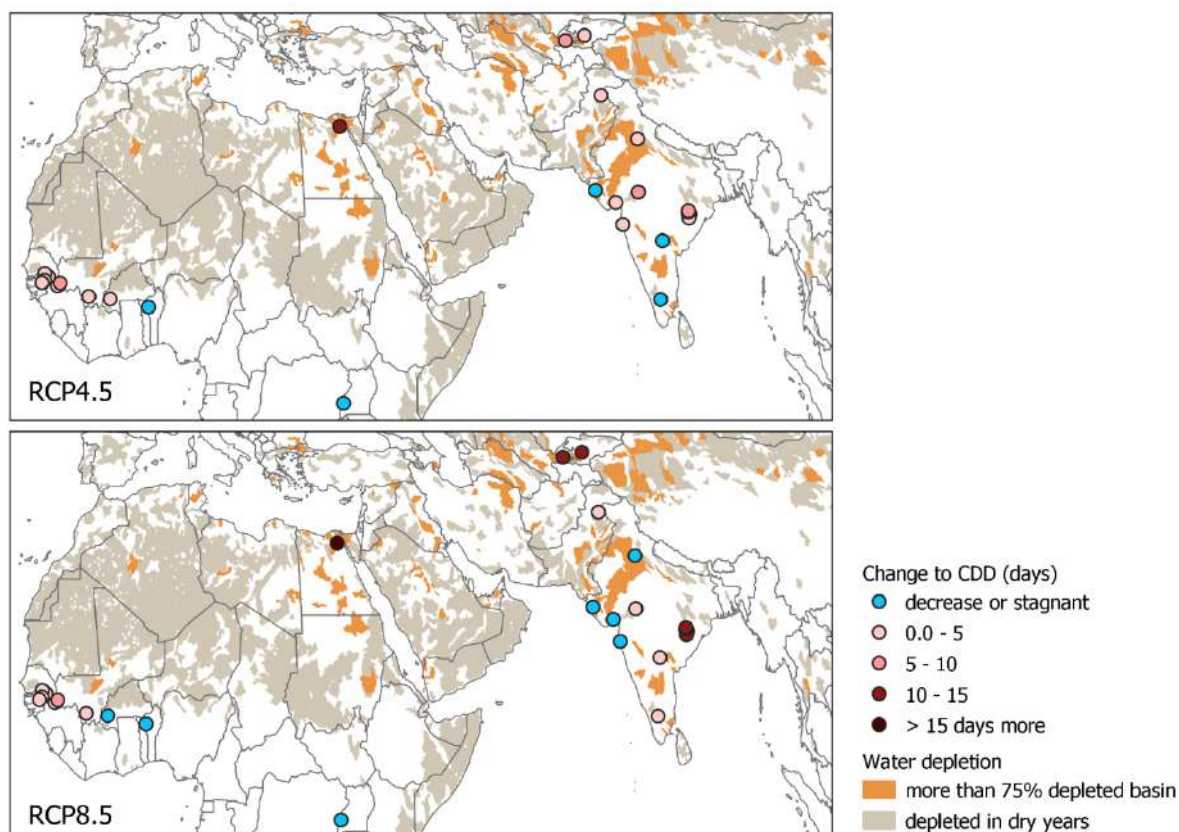 RCP4.5
RCP8.5
Change to CDD (days)
decrease or stagnant
0.0 - 5
5 - 10
10 - 15
> 15 days more
Water depletion
more than 75% depleted basin
depleted in dry years